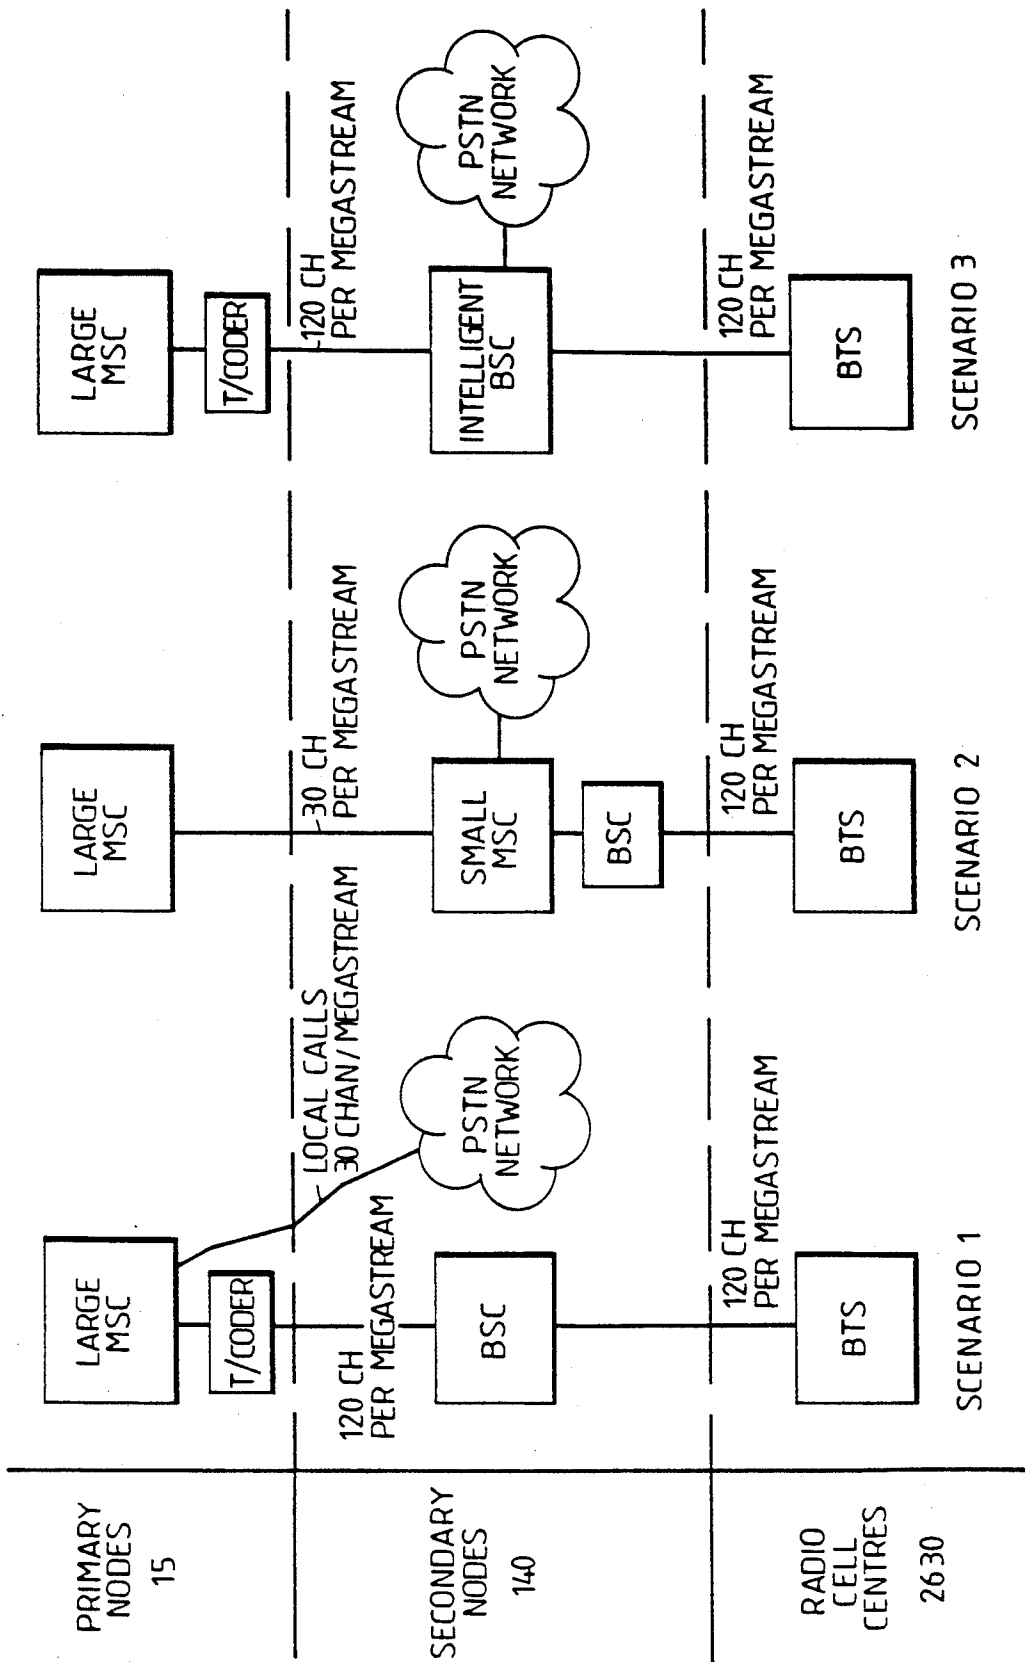 PRIMARY
NODES
15
LARGE
MSC
T/CODER
LARGE
MSC
LARGE
MSC
T/CODER
SECONDARY
NODES
140
120 CH
PER MEGASTREAM
LOCAL CALLS
30 CHAN/MEGASTREAM
BSC
PSTN
NETWORK
30 CH
PER MEGASTREAM
SMALL
MSC
BSC
PSTN
NETWORK
120 CH
PER MEGASTREAM
INTELLIGENT
BSC
PSTN
NETWORK
RADIO
CELL
CENTRES
2630
120 CH
PER MEGASTREAM
BTS
120 CH
PER MEGASTREAM
BTS
120 CH
PER MEGASTREAM
BTS
SCENARIO 1
SCENARIO 2
SCENARIO 3